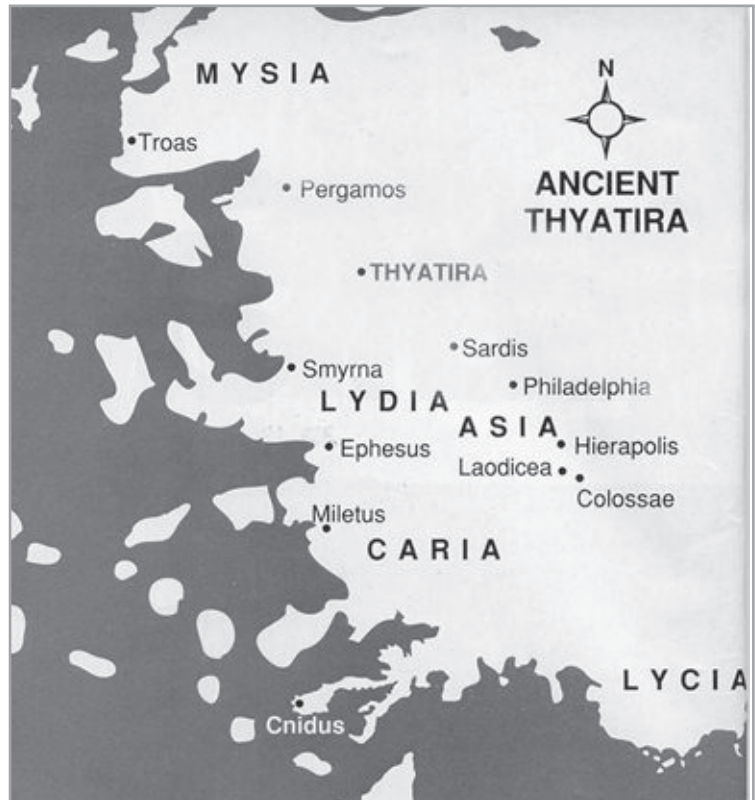 MYSIA
N
Troas
ANCIENT
THYATIRA
Pergamos
THYATIRA
Sardis
Smyrna
Philadelphia
LYDIA
ASIA
Ephesus
Hierapolis
Laodicea
Colossae
Miletus
CARIA
LYCIA
Cnidus